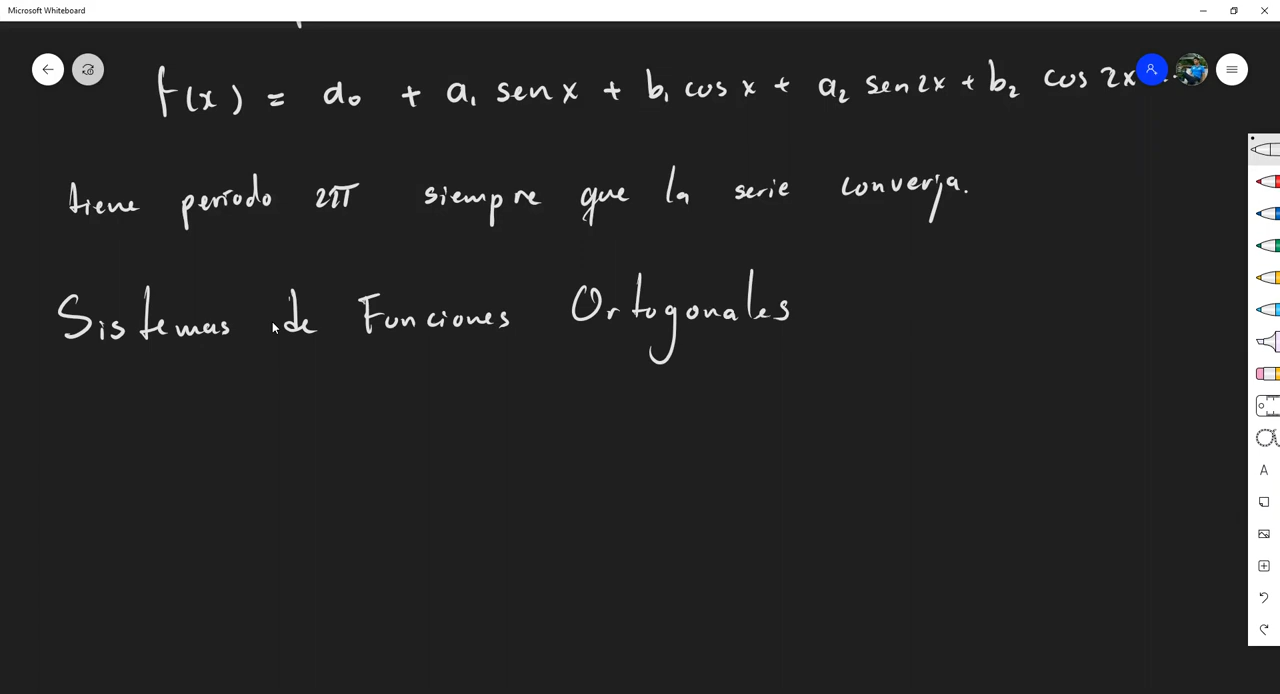 Microsoft Whiteboard
f(x) = a₀ + a₁ sen x + b₁ cos x + a₂ sen 2x + b₂ cos 2x ...
tiene período 2π siempre que la serie converja.
Sistemas de Funciones Ortogonales
A